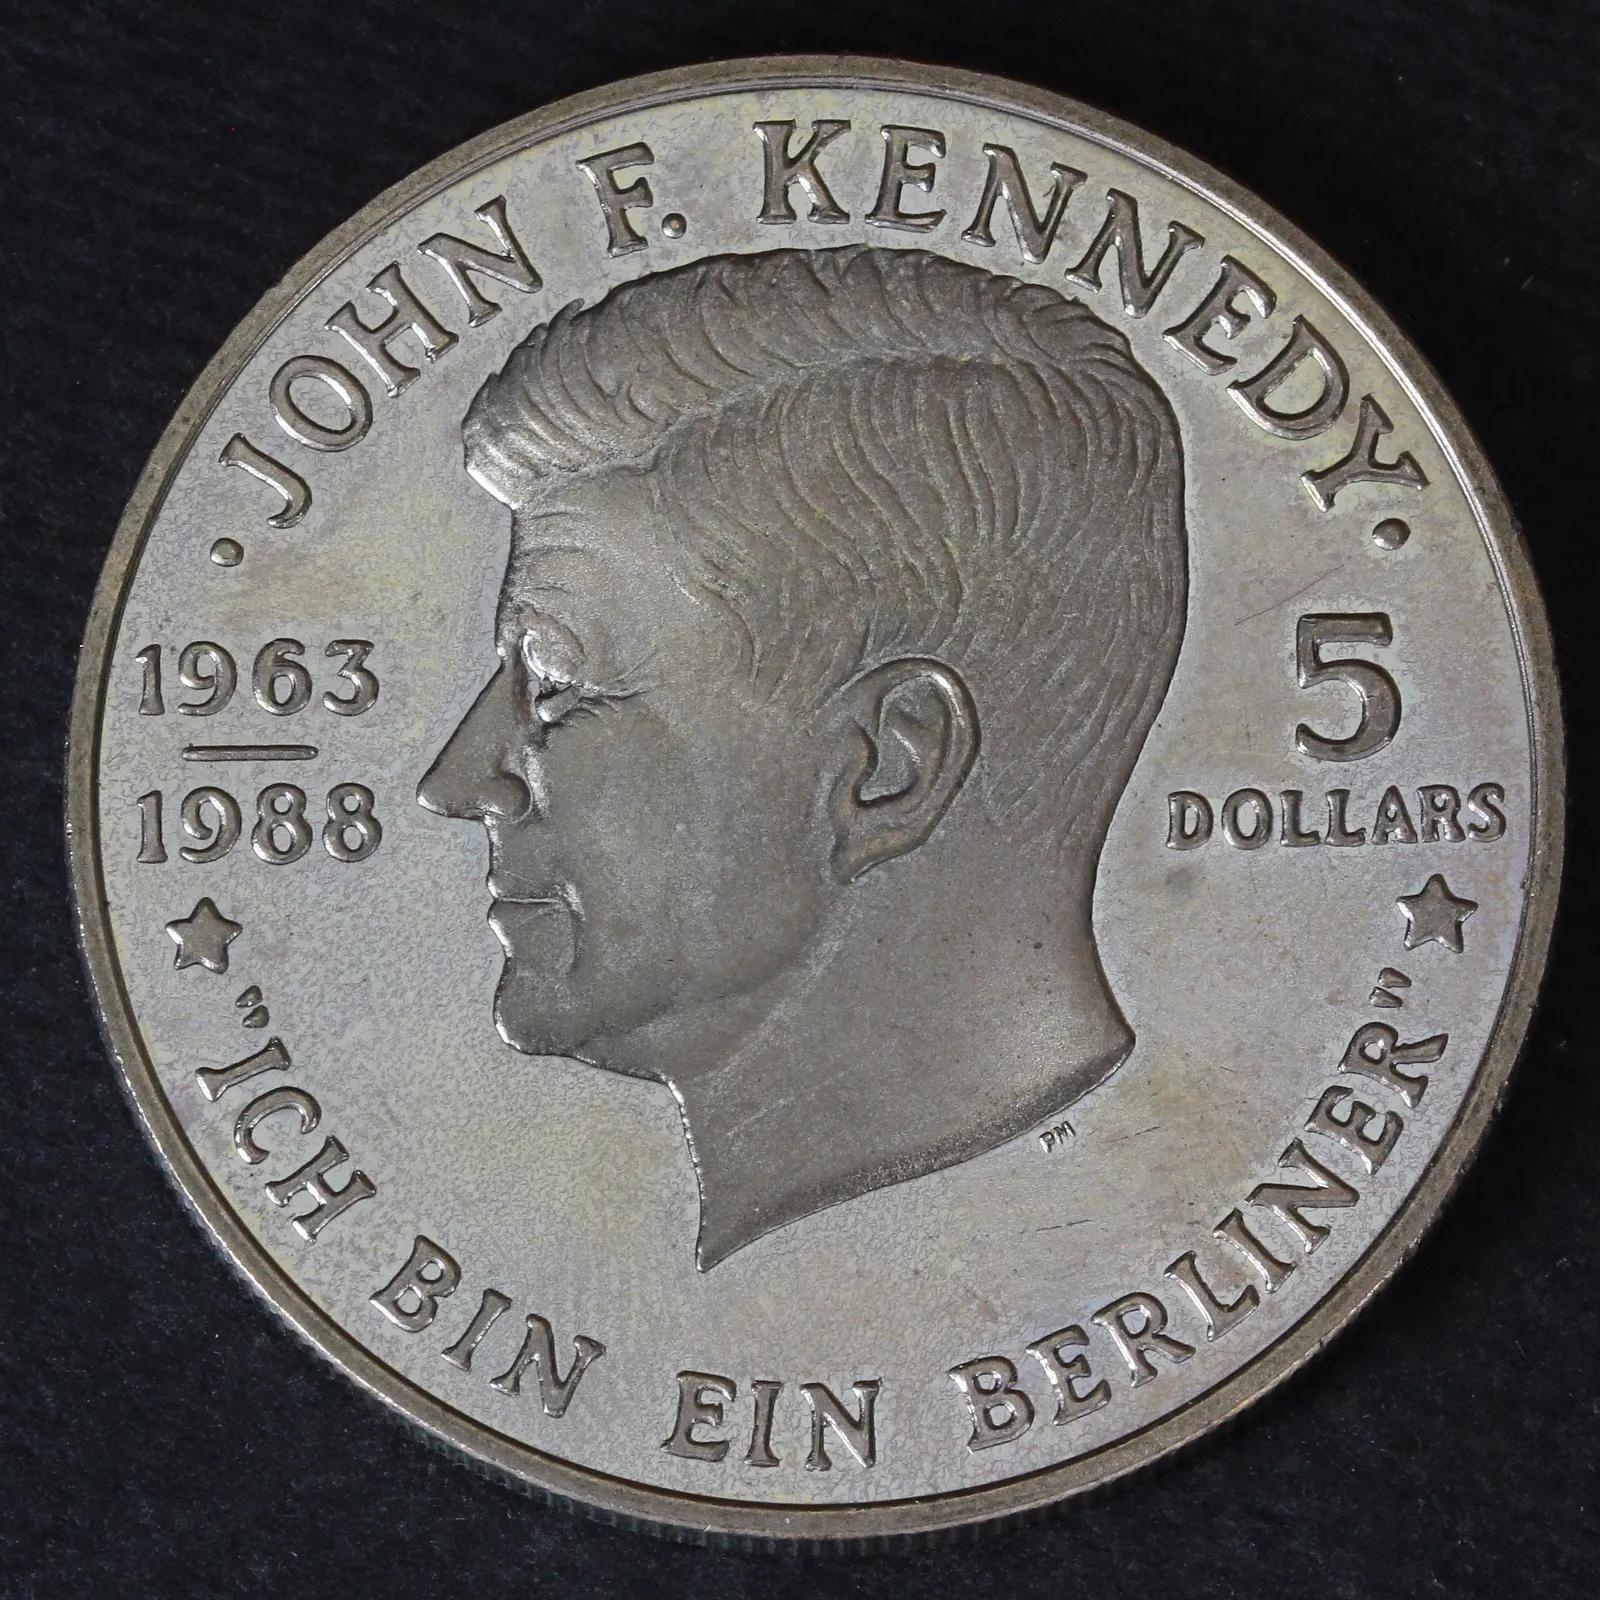 · JOHN F. KENNEDY ·
1963
1988
5
DOLLARS
PM
"ICH BIN EIN BERLINER"